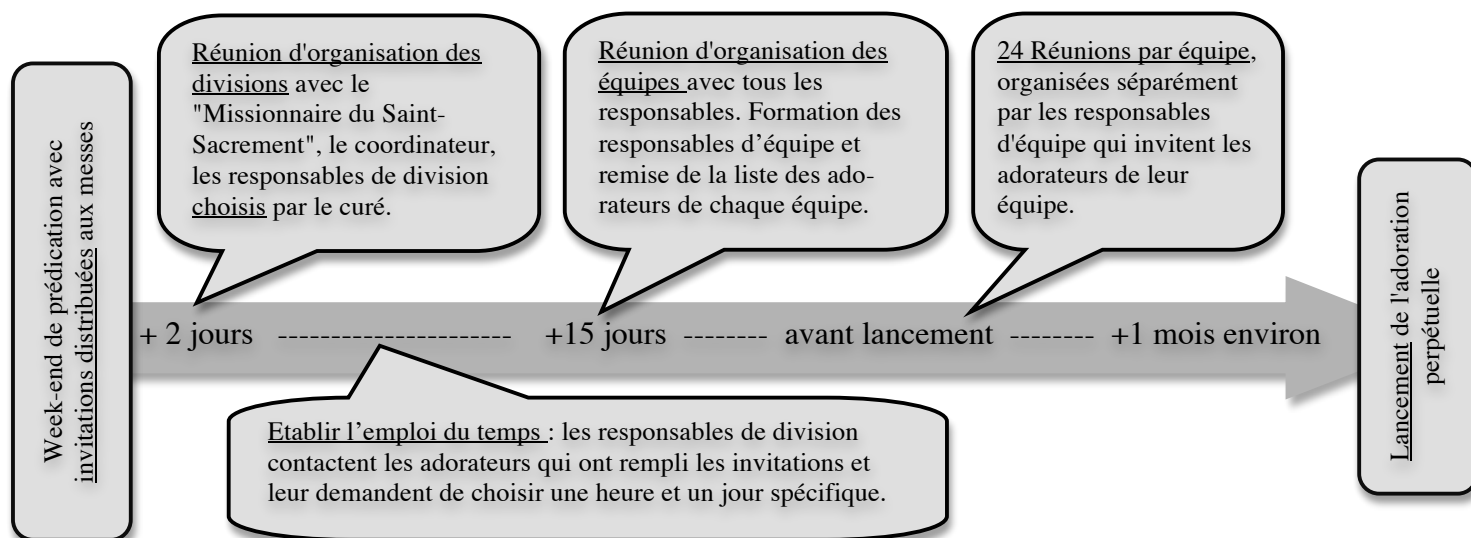 Week-end de prédication avec
invitations distribuées aux messes
Réunion d'organisation des
divisions avec le
"Missionnaire du Saint-
Sacrement", le coordinateur,
les responsables de division
choisis par le curé.
Réunion d'organisation des
équipes avec tous les
responsables. Formation des
responsables d’équipe et
remise de la liste des ado-
rateurs de chaque équipe.
24 Réunions par équipe,
organisées séparément
par les responsables
d'équipe qui invitent les
adorateurs de leur
équipe.
+ 2 jours --------------------- +15 jours -------- avant lancement -------- +1 mois environ
Etablir l’emploi du temps : les responsables de division
contactent les adorateurs qui ont rempli les invitations et
leur demandent de choisir une heure et un jour spécifique.
Lancement de l'adoration
perpétuelle